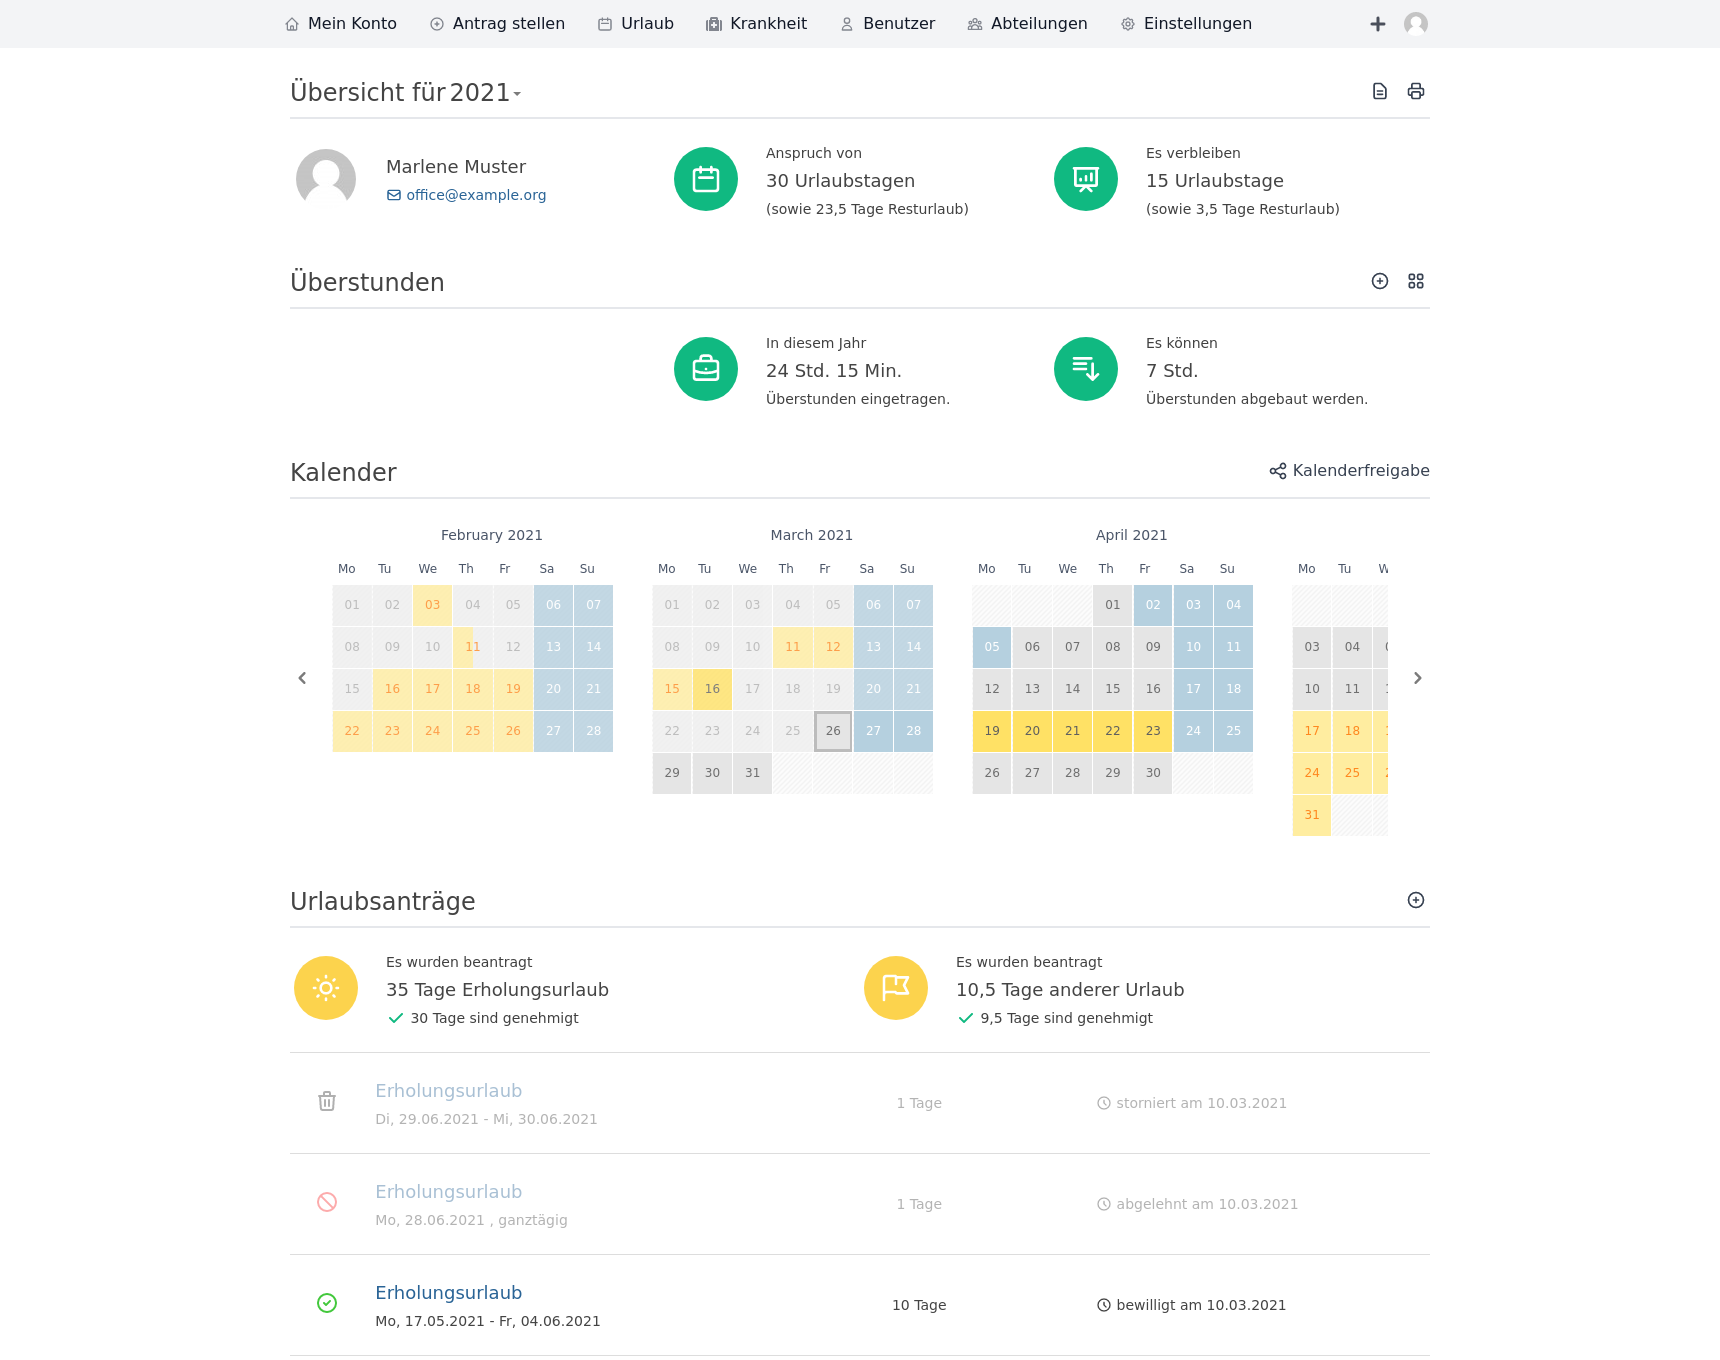 Mein Konto Antrag stellen Urlaub Krankheit Benutzer Abteilungen Einstellungen
Übersicht für 2021
Marlene Muster
office@example.org
Anspruch von
30 Urlaubstagen
(sowie 23,5 Tage Resturlaub)
Es verbleiben
15 Urlaubstage
(sowie 3,5 Tage Resturlaub)
Überstunden
In diesem Jahr
24 Std. 15 Min.
Überstunden eingetragen.
Es können
7 Std.
Überstunden abgebaut werden.
Kalender
Kalenderfreigabe
February 2021
Mo Tu We Th Fr Sa Su
01 02 03 04 05 06 07
08 09 10 11 12 13 14
15 16 17 18 19 20 21
22 23 24 25 26 27 28
March 2021
Mo Tu We Th Fr Sa Su
01 02 03 04 05 06 07
08 09 10 11 12 13 14
15 16 17 18 19 20 21
22 23 24 25 26 27 28
29 30 31
April 2021
Mo Tu We Th Fr Sa Su
01 02 03 04
05 06 07 08 09 10 11
12 13 14 15 16 17 18
19 20 21 22 23 24 25
26 27 28 29 30
Mo Tu
03 04
10 11
17 18
24 25
31
Urlaubsanträge
Es wurden beantragt
35 Tage Erholungsurlaub
30 Tage sind genehmigt
Es wurden beantragt
10,5 Tage anderer Urlaub
9,5 Tage sind genehmigt
Erholungsurlaub
Di, 29.06.2021 - Mi, 30.06.2021
1 Tage
storniert am 10.03.2021
Erholungsurlaub
Mo, 28.06.2021 , ganztägig
1 Tage
abgelehnt am 10.03.2021
Erholungsurlaub
Mo, 17.05.2021 - Fr, 04.06.2021
10 Tage
bewilligt am 10.03.2021